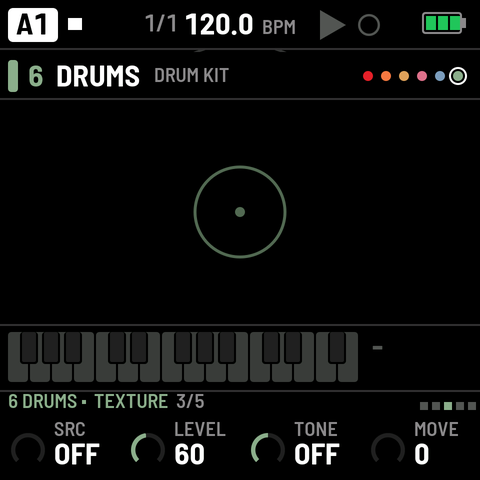 A1 1/1 120.0 BPM
6 DRUMS DRUM KIT
-
6 DRUMS • TEXTURE 3/5
SRC LEVEL TONE MOVE
OFF 60 OFF 0